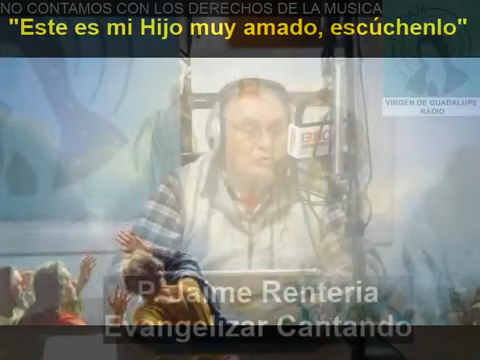 NO CONTAMOS CON LOS DERECHOS DE LA MUSICA
"Este es mi Hijo muy amado, escúchenlo"
VIRGEN DE GUADALUPE
RADIO
P. Jaime Renteria
Evangelizar Cantando